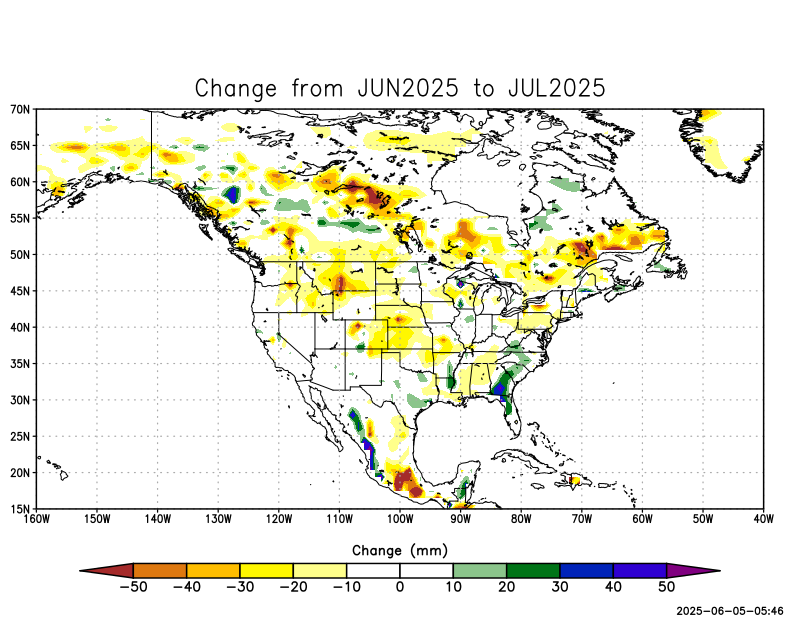 Change from JUN2025 to JUL2025
70N
65N
60N
55N
50N
45N
40N
35N
30N
25N
20N
15N
160W 150W 140W 130W 120W 110W 100W 90W 80W 70W 60W 50W 40W
Change (mm)
−50 −40 −30 −20 −10 0 10 20 30 40 50
2025-06-05-05:46